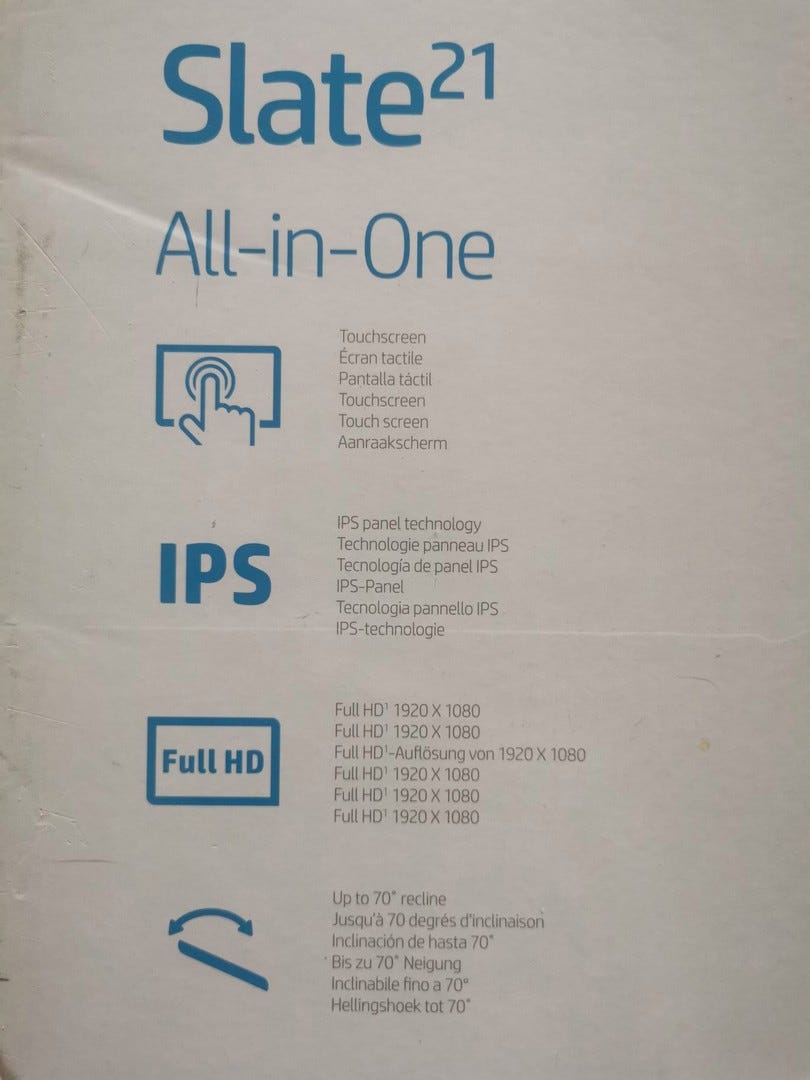 Slate²¹
All-in-One
Touchscreen
Écran tactile
Pantalla táctil
Touchscreen
Touch screen
Aanraakscherm
IPS
IPS panel technology
Technologie panneau IPS
Tecnología de panel IPS
IPS-Panel
Tecnologia pannello IPS
IPS-technologie
Full HD
Full HD¹ 1920 X 1080
Full HD¹ 1920 X 1080
Full HD¹-Auflösung von 1920 X 1080
Full HD¹ 1920 X 1080
Full HD¹ 1920 X 1080
Full HD¹ 1920 X 1080
Up to 70° recline
Jusqu'à 70 degrés d'inclinaison
Inclinación de hasta 70°
Bis zu 70° Neigung
Inclinabile fino a 70°
Hellingshoek tot 70°